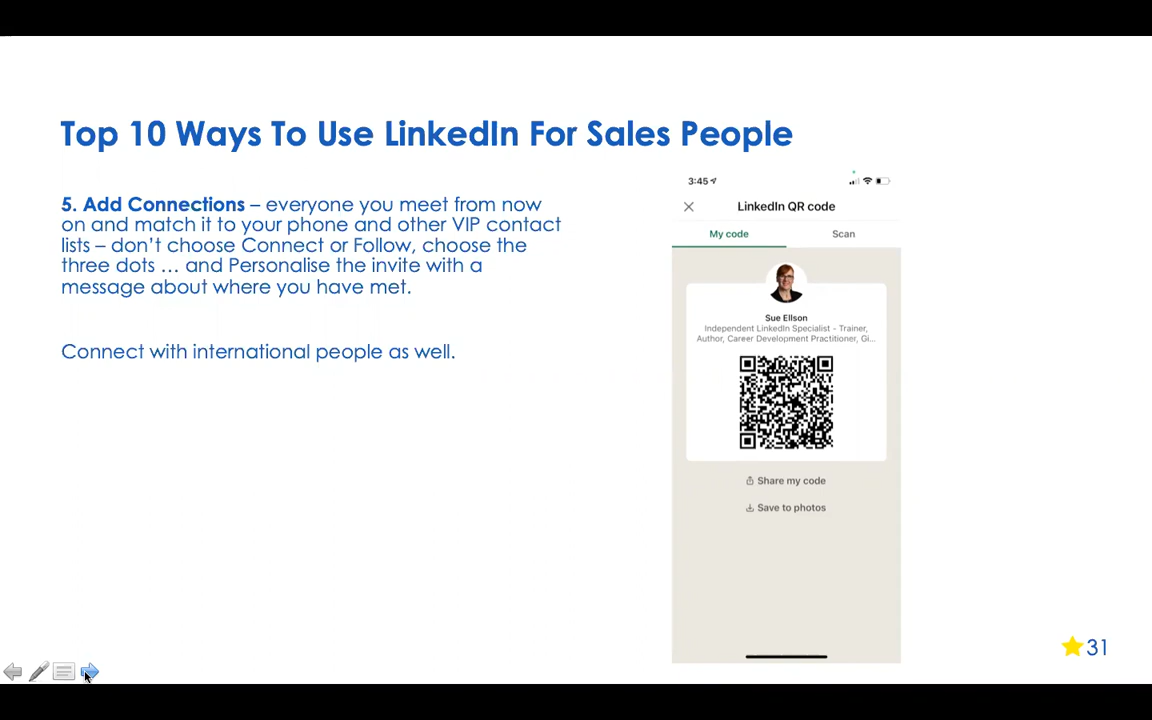 Top 10 Ways To Use LinkedIn For Sales People
5. Add Connections – everyone you meet from now
on and match it to your phone and other VIP contact
lists – don’t choose Connect or Follow, choose the
three dots … and Personalise the invite with a
message about where you have met.
Connect with international people as well.
3:45
LinkedIn QR code
My code
Scan
Sue Ellson
Independent LinkedIn Specialist - Trainer,
Author, Career Development Practitioner, Gi...
Share my code
Save to photos
31